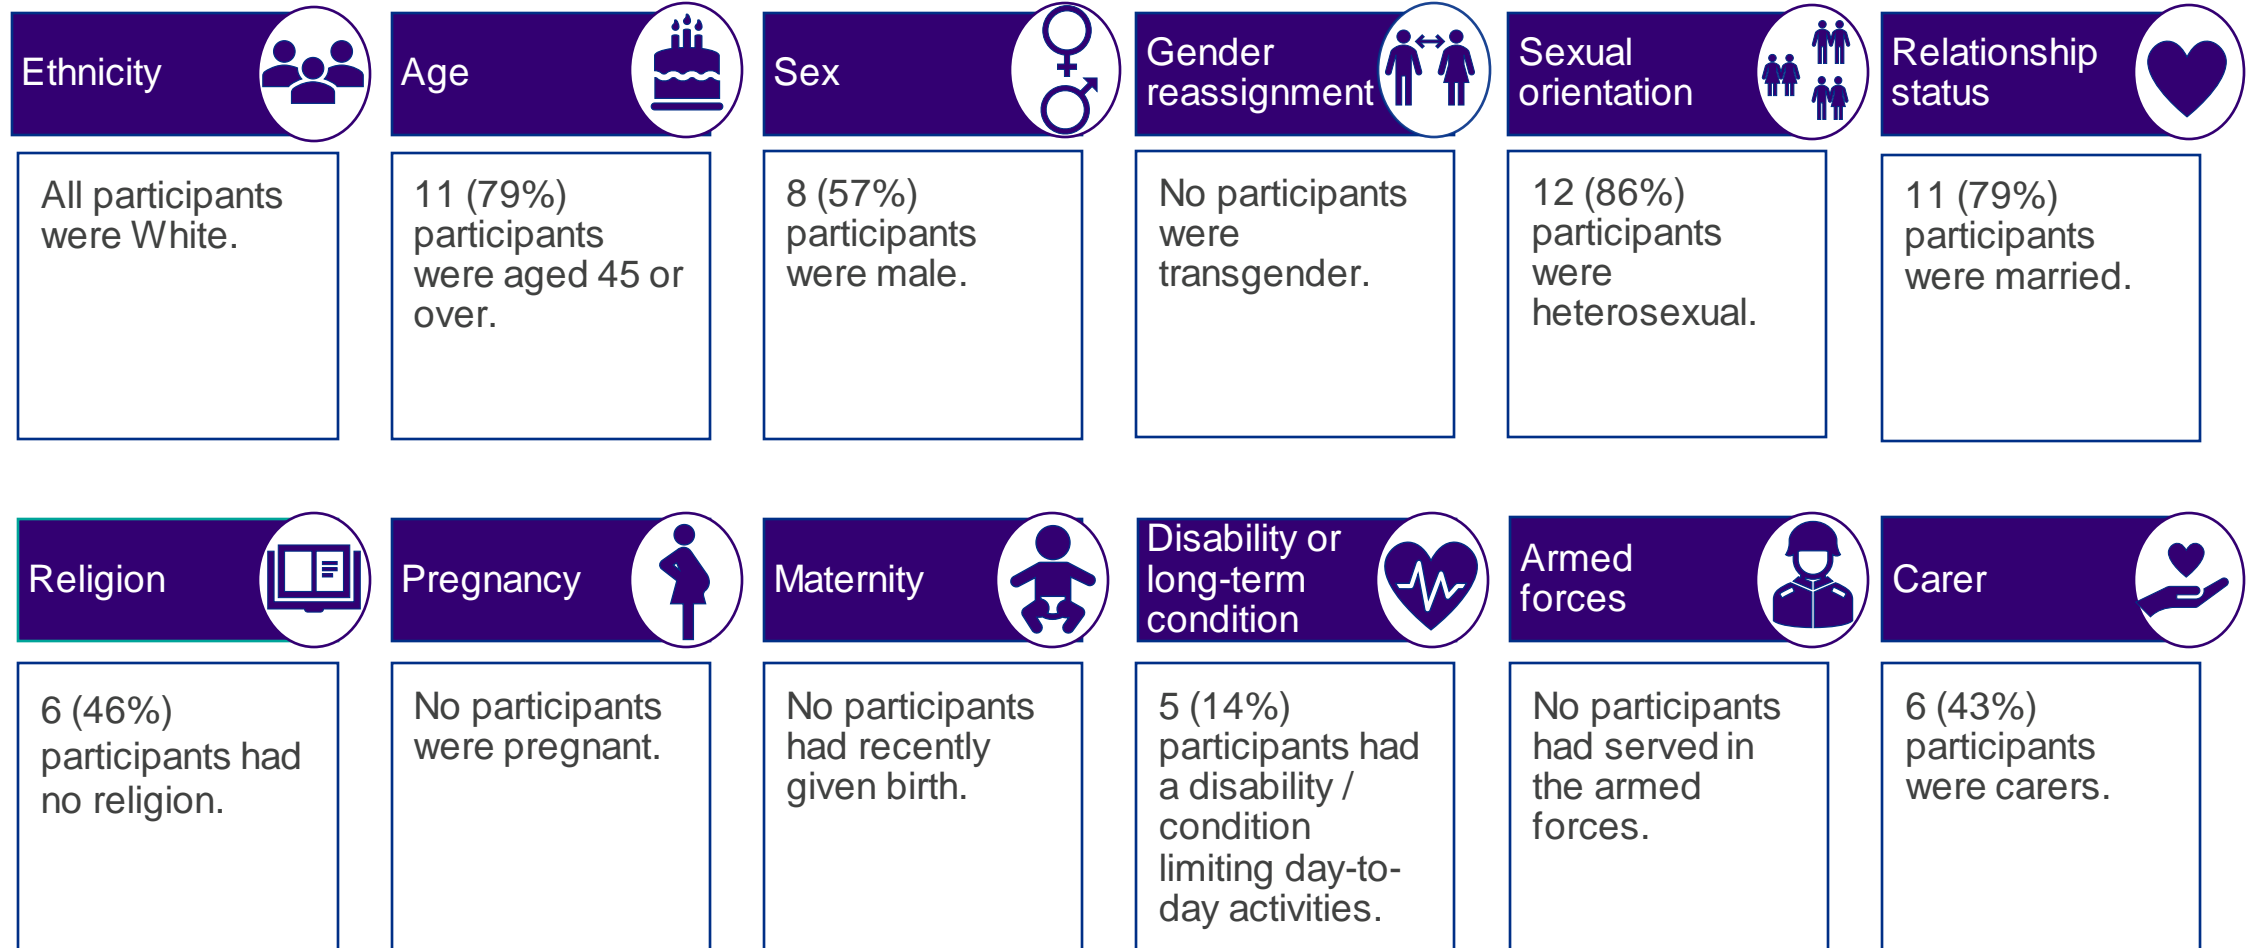 Ethnicity
All participants
were White.
Age
11 (79%)
participants
were aged 45 or
over.
Sex
8 (57%)
participants
were male.
Gender
reassignment
No participants
were
transgender.
Sexual
orientation
12 (86%)
participants
were
heterosexual.
Relationship
status
11 (79%)
participants
were married.
Religion
6 (46%)
participants had
no religion.
Pregnancy
No participants
were pregnant.
Maternity
No participants
had recently
given birth.
Disability or
long-term
condition
5 (14%)
participants had
a disability /
condition
limiting day-to-
day activities.
Armed
forces
No participants
had served in
the armed
forces.
Carer
6 (43%)
participants
were carers.